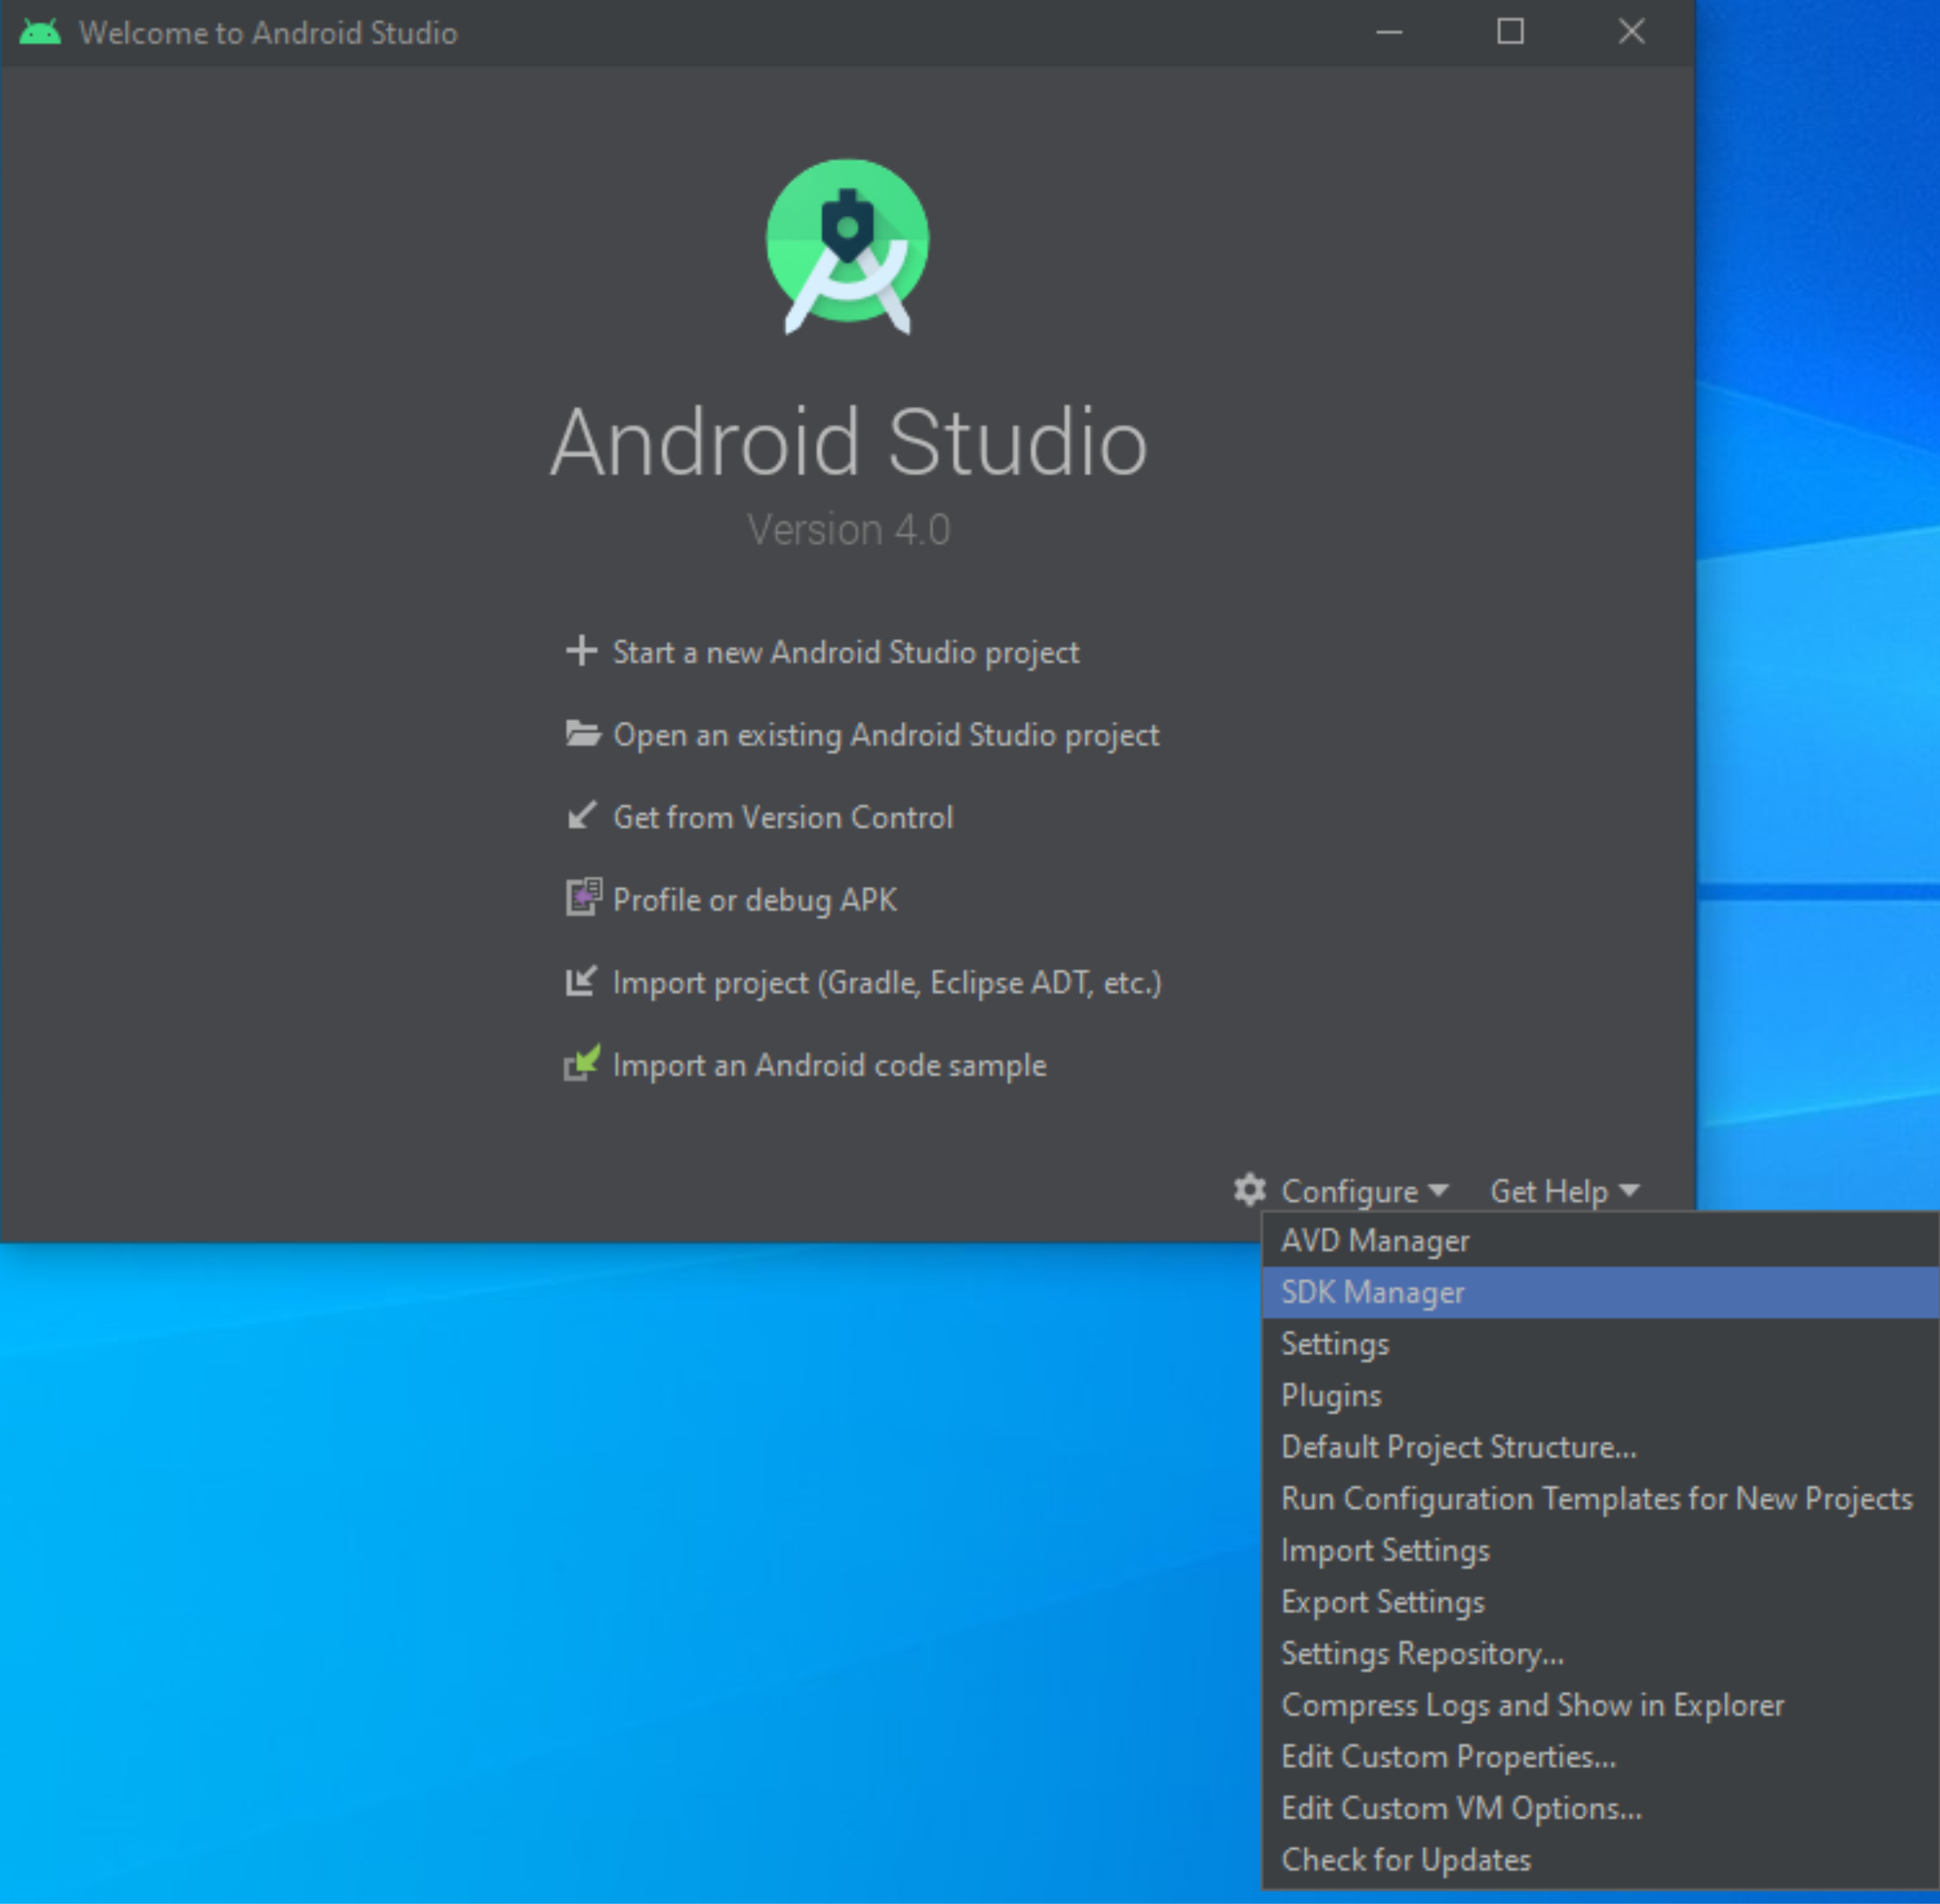 Welcome to Android Studio
Android Studio
Version 4.0
Start a new Android Studio project
Open an existing Android Studio project
Get from Version Control
Profile or debug APK
Import project (Gradle, Eclipse ADT, etc.)
Import an Android code sample
Configure Get Help
AVD Manager
SDK Manager
Settings
Plugins
Default Project Structure...
Run Configuration Templates for New Projects
Import Settings
Export Settings
Settings Repository...
Compress Logs and Show in Explorer
Edit Custom Properties...
Edit Custom VM Options...
Check for Updates